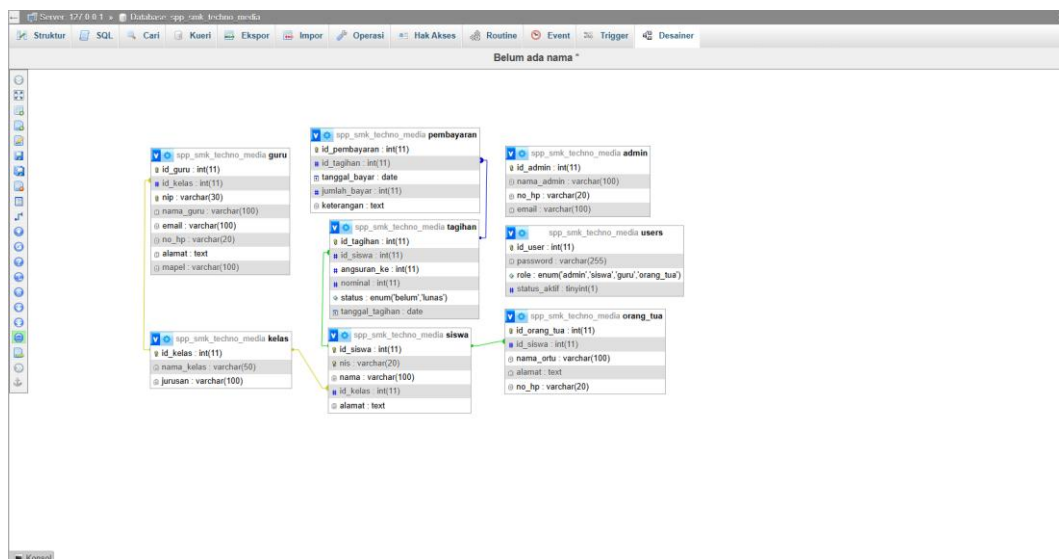 Server: 127.0.0.1 » Database: spp_smk_techno_media
Struktur SQL Cari Kueri Ekspor Impor Operasi Hak Akses Routine Event Trigger Desainer
Belum ada nama *
spp_smk_techno_media pembayaran
id_pembayaran : int(11)
id_tagihan : int(11)
tanggal_bayar : date
jumlah_bayar : int(11)
keterangan : text
spp_smk_techno_media admin
id_admin : int(11)
nama_admin : varchar(100)
no_hp : varchar(20)
email : varchar(100)
spp_smk_techno_media guru
id_guru : int(11)
id_kelas : int(11)
nip : varchar(30)
nama_guru : varchar(100)
email : varchar(100)
no_hp : varchar(20)
alamat : text
mapel : varchar(100)
spp_smk_techno_media tagihan
id_tagihan : int(11)
id_siswa : int(11)
angsuran_ke : int(11)
nominal : int(11)
status : enum('belum','lunas')
tanggal_tagihan : date
spp_smk_techno_media users
id_user : int(11)
password : varchar(255)
role : enum('admin','siswa','guru','orang_tua')
status_aktif : tinyint(1)
spp_smk_techno_media kelas
id_kelas : int(11)
nama_kelas : varchar(50)
jurusan : varchar(100)
spp_smk_techno_media siswa
id_siswa : int(11)
nis : varchar(20)
nama : varchar(100)
id_kelas : int(11)
alamat : text
spp_smk_techno_media orang_tua
id_orang_tua : int(11)
id_siswa : int(11)
nama_ortu : varchar(100)
alamat : text
no_hp : varchar(20)
Konsol